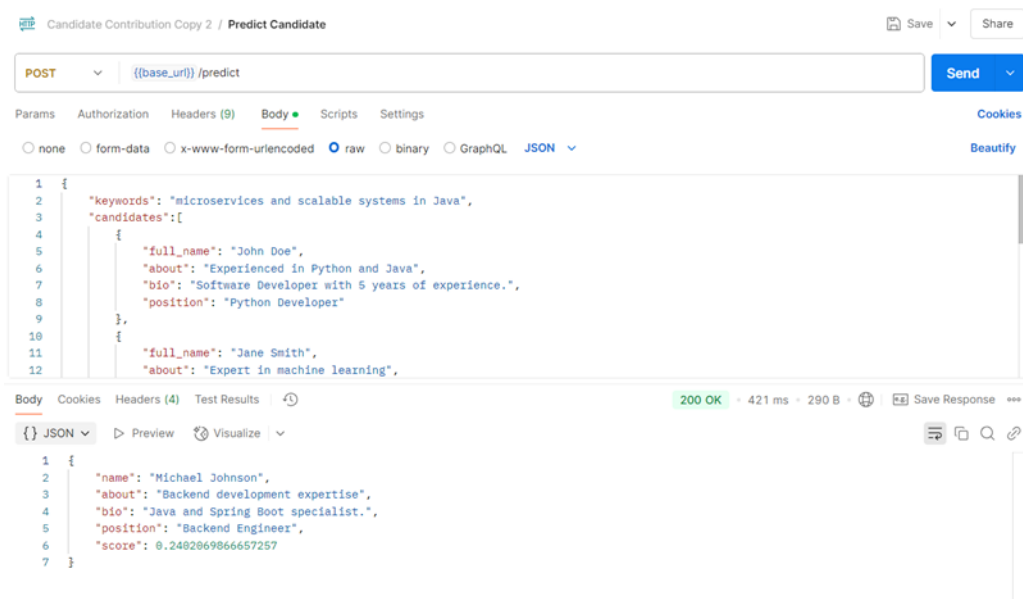 HTTP Candidate Contribution Copy 2 / Predict Candidate Save Share
POST {{base_url}} /predict Send
Params Authorization Headers (9) Body Scripts Settings Cookies
none form-data x-www-form-urlencoded raw binary GraphQL JSON Beautify
1 {
2 "keywords": "microservices and scalable systems in Java",
3 "candidates":[
4 {
5 "full_name": "John Doe",
6 "about": "Experienced in Python and Java",
7 "bio": "Software Developer with 5 years of experience.",
8 "position": "Python Developer"
9 },
10 {
11 "full_name": "Jane Smith",
12 "about": "Expert in machine learning",
Body Cookies Headers (4) Test Results 200 OK • 421 ms • 290 B • e.g. Save Response
{} JSON Preview Visualize
1 {
2 "name": "Michael Johnson",
3 "about": "Backend development expertise",
4 "bio": "Java and Spring Boot specialist.",
5 "position": "Backend Engineer",
6 "score": 0.2402069866657257
7 }